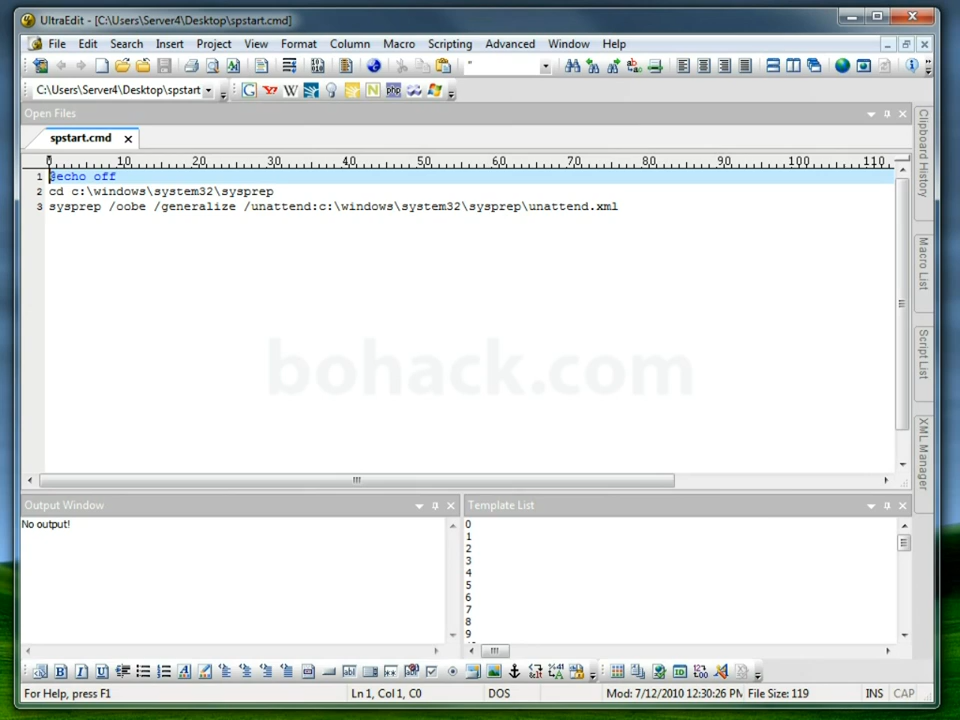 UltraEdit - [C:\Users\Server4\Desktop\spstart.cmd]
File Edit Search Insert Project View Format Column Macro Scripting Advanced Window Help
C:\Users\Server4\Desktop\spstart
Open Files
spstart.cmd
0 10 20 30 40 50 60 70 80 90 100 110
1 @echo off
2 cd c:\windows\system32\sysprep
3 sysprep /oobe /generalize /unattend:c:\windows\system32\sysprep\unattend.xml
bohack.com
Clipboard History
Macro List
Script List
XML Manager
Output Window
No output!
Template List
0
1
2
3
4
5
6
7
8
9
For Help, press F1 Ln 1, Col 1, C0 DOS Mod: 7/12/2010 12:30:26 PM File Size: 119 INS CAP